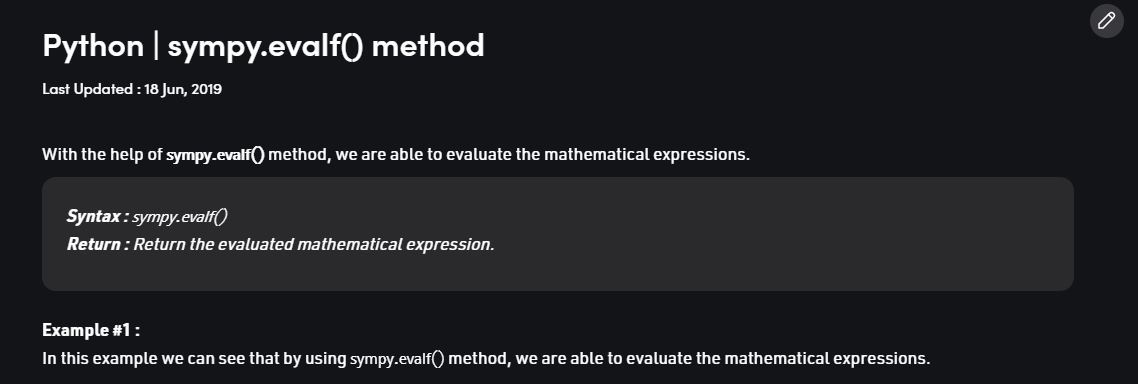 Python | sympy.evalf() method
Last Updated : 18 Jun, 2019
With the help of sympy.evalf() method, we are able to evaluate the mathematical expressions.
Syntax : sympy.evalf()
Return : Return the evaluated mathematical expression.
Example #1 :
In this example we can see that by using sympy.evalf() method, we are able to evaluate the mathematical expressions.